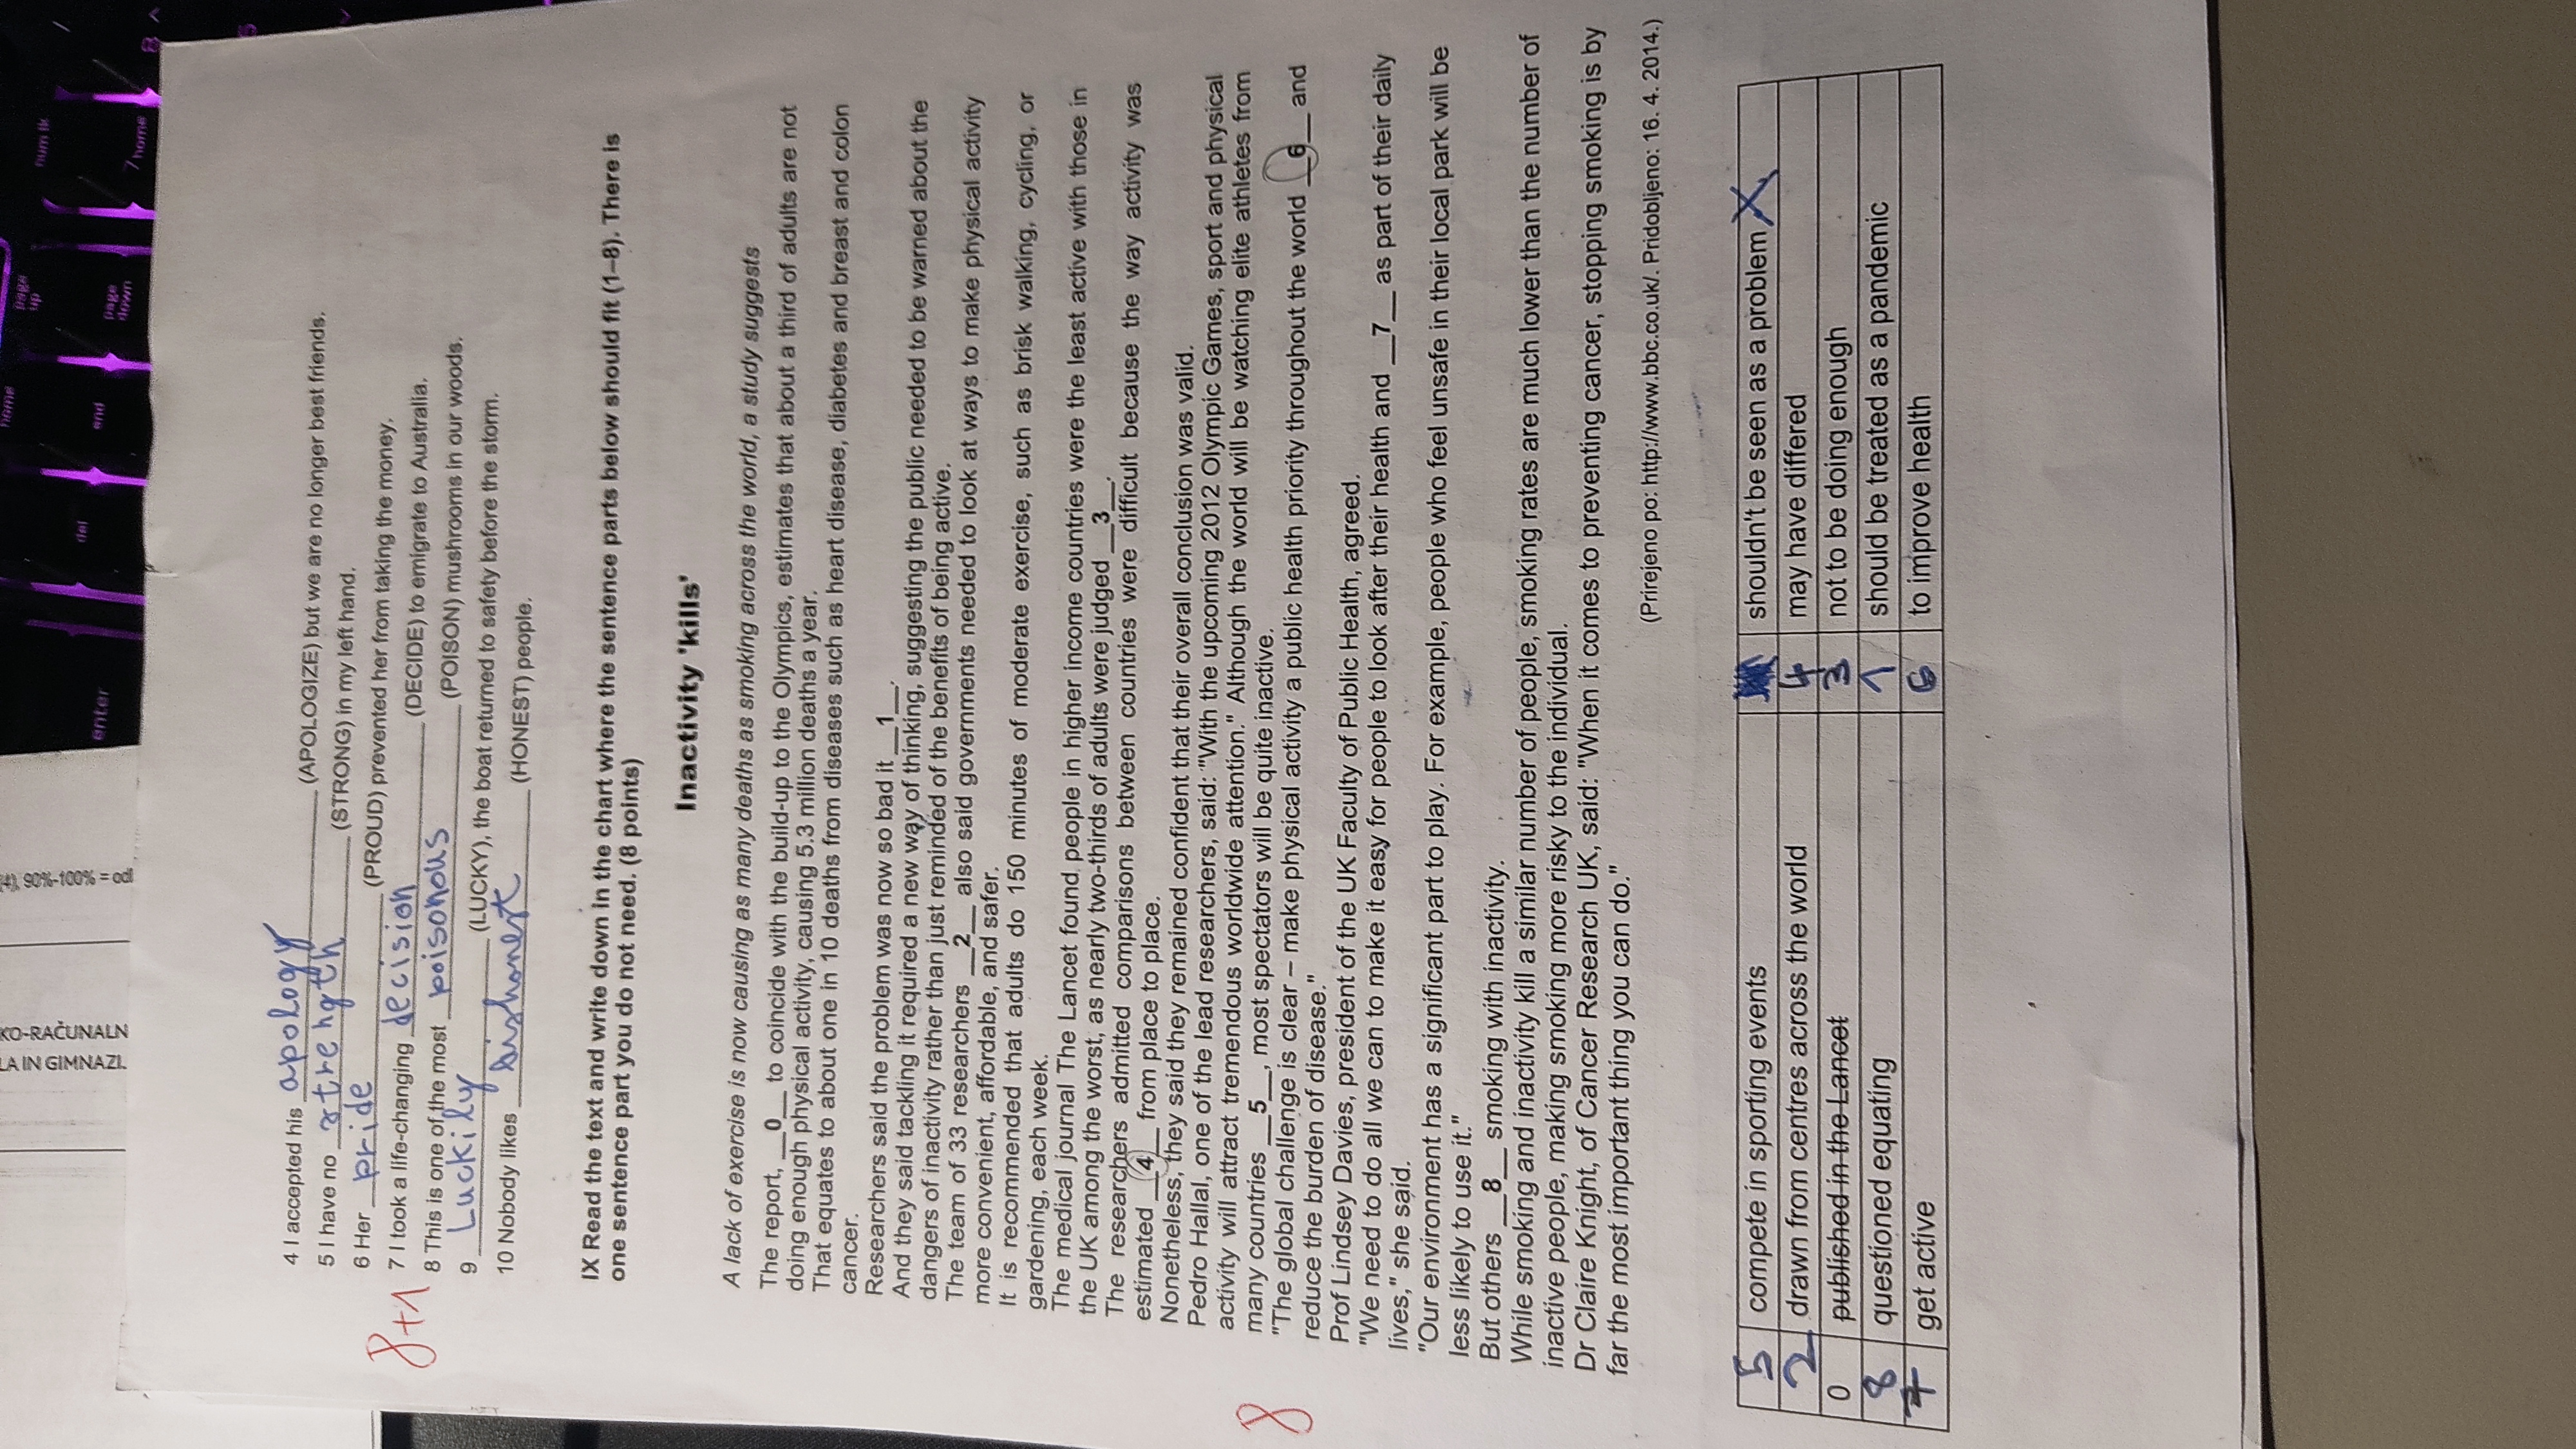 KO-RAČUNALN
LA IN GIMNAZI.
(4), 90%-100% = odl
home
page up
num lk
/
enter
del
end
page down
7 home
8 ^
4 I accepted his apology (APOLOGIZE) but we are no longer best friends.
5 I have no strength (STRONG) in my left hand.
6 Her pride (PROUD) prevented her from taking the money.
8+1
7 I took a life-changing decision (DECIDE) to emigrate to Australia.
8 This is one of the most poisonous (POISON) mushrooms in our woods.
9 Luckily (LUCKY), the boat returned to safety before the storm.
10 Nobody likes dishonest (HONEST) people.
IX Read the text and write down in the chart where the sentence parts below should fit (1–8). There is
one sentence part you do not need. (8 points)
Inactivity 'kills'
A lack of exercise is now causing as many deaths as smoking across the world, a study suggests
The report, __0__ to coincide with the build-up to the Olympics, estimates that about a third of adults are not
doing enough physical activity, causing 5.3 million deaths a year.
That equates to about one in 10 deaths from diseases such as heart disease, diabetes and breast and colon
cancer.
Researchers said the problem was now so bad it __1__.
And they said tackling it required a new way of thinking, suggesting the public needed to be warned about the
dangers of inactivity rather than just reminded of the benefits of being active.
The team of 33 researchers __2__ also said governments needed to look at ways to make physical activity
more convenient, affordable, and safer.
It is recommended that adults do 150 minutes of moderate exercise, such as brisk walking, cycling, or
gardening, each week.
The medical journal The Lancet found people in higher income countries were the least active with those in
the UK among the worst, as nearly two-thirds of adults were judged __3__.
The researchers admitted comparisons between countries were difficult because the way activity was
estimated __4__ from place to place.
Nonetheless, they said they remained confident that their overall conclusion was valid.
Pedro Hallal, one of the lead researchers, said: "With the upcoming 2012 Olympic Games, sport and physical
activity will attract tremendous worldwide attention." Although the world will be watching elite athletes from
many countries __5__, most spectators will be quite inactive.
8
"The global challenge is clear – make physical activity a public health priority throughout the world __6__ and
reduce the burden of disease."
Prof Lindsey Davies, president of the UK Faculty of Public Health, agreed.
"We need to do all we can to make it easy for people to look after their health and __7__ as part of their daily
lives," she said.
"Our environment has a significant part to play. For example, people who feel unsafe in their local park will be
less likely to use it."
But others __8__ smoking with inactivity.
While smoking and inactivity kill a similar number of people, smoking rates are much lower than the number of
inactive people, making smoking more risky to the individual.
Dr Claire Knight, of Cancer Research UK, said: "When it comes to preventing cancer, stopping smoking is by
far the most important thing you can do."
(Prirejeno po: http://www.bbc.co.uk/. Pridobljeno: 16. 4. 2014.)
5 compete in sporting events shouldn't be seen as a problem X
2 drawn from centres across the world 4 may have differed
0 published in the Lancet 3 not to be doing enough
8 questioned equating 1 should be treated as a pandemic
7 get active 6 to improve health